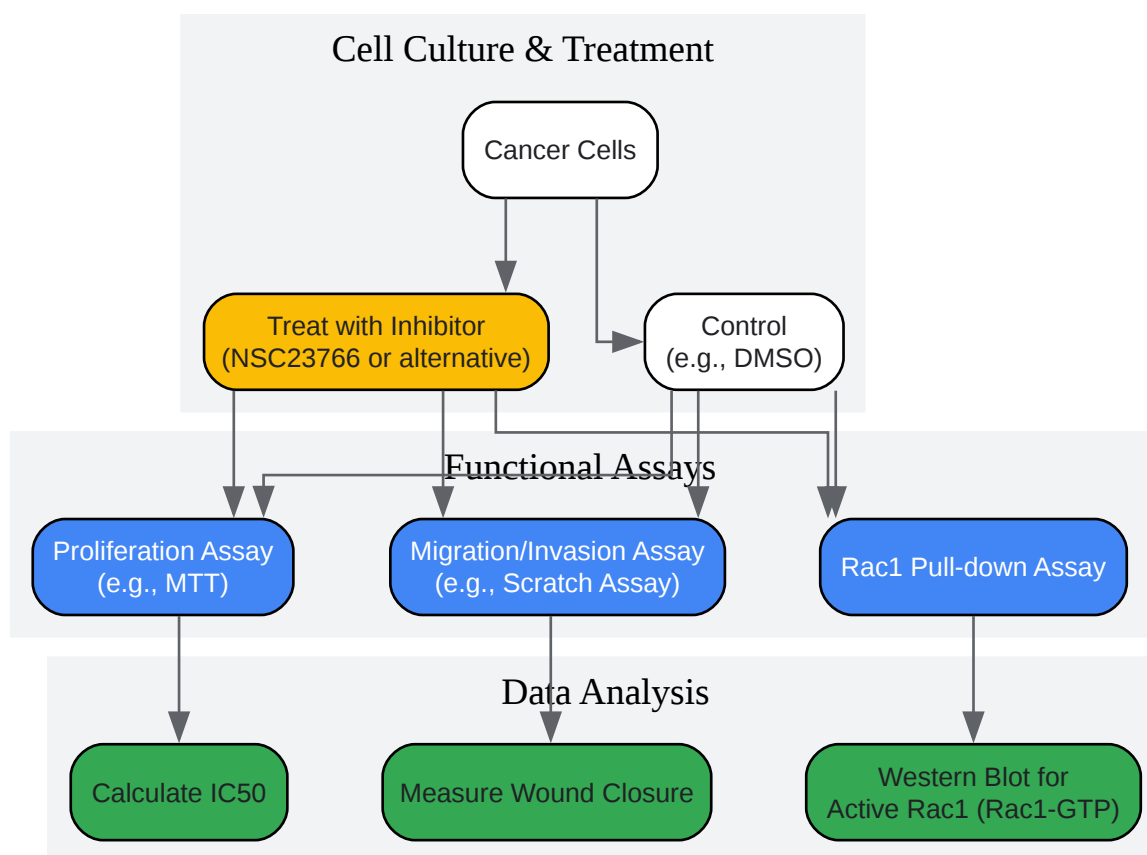 Cell Culture & Treatment
Cancer Cells
Treat with Inhibitor
(NSC23766 or alternative)
Control
(e.g., DMSO)
Functional Assays
Proliferation Assay
(e.g., MTT)
Migration/Invasion Assay
(e.g., Scratch Assay)
Rac1 Pull-down Assay
Data Analysis
Calculate IC50
Measure Wound Closure
Western Blot for
Active Rac1 (Rac1-GTP)